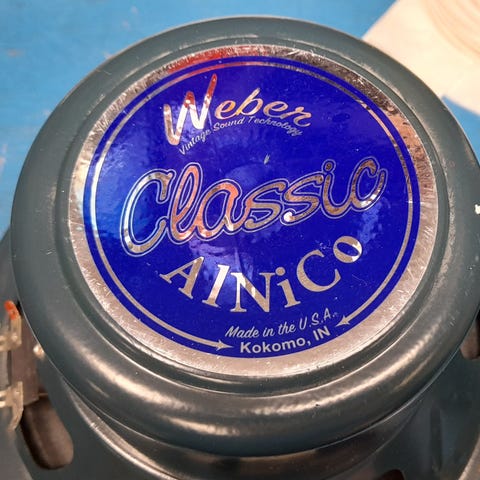 Weber
Vintage Sound Technology
Classic
AlNiCo
Made in the U.S.A.
Kokomo, IN